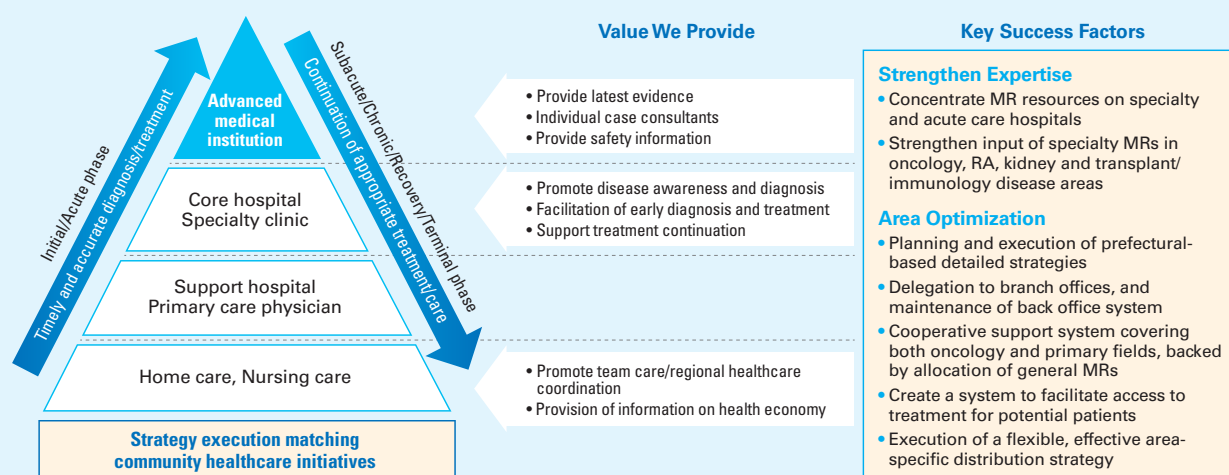 Initial/Acute phase
Timely and accurate diagnosis/treatment
Subacute/Chronic/Recovery/Terminal phase
Continuation of appropriate treatment/care
Advanced
medical
institution
Core hospital
Specialty clinic
Support hospital
Primary care physician
Home care, Nursing care
Strategy execution matching
community healthcare initiatives
Value We Provide
• Provide latest evidence
• Individual case consultants
• Provide safety information
• Promote disease awareness and diagnosis
• Facilitation of early diagnosis and treatment
• Support treatment continuation
• Promote team care/regional healthcare
coordination
• Provision of information on health economy
Key Success Factors
Strengthen Expertise
• Concentrate MR resources on specialty
and acute care hospitals
• Strengthen input of specialty MRs in
oncology, RA, kidney and transplant/
immunology disease areas
Area Optimization
• Planning and execution of prefectural-
based detailed strategies
• Delegation to branch offices, and
maintenance of back office system
• Cooperative support system covering
both oncology and primary fields, backed
by allocation of general MRs
• Create a system to facilitate access to
treatment for potential patients
• Execution of a flexible, effective area-
specific distribution strategy